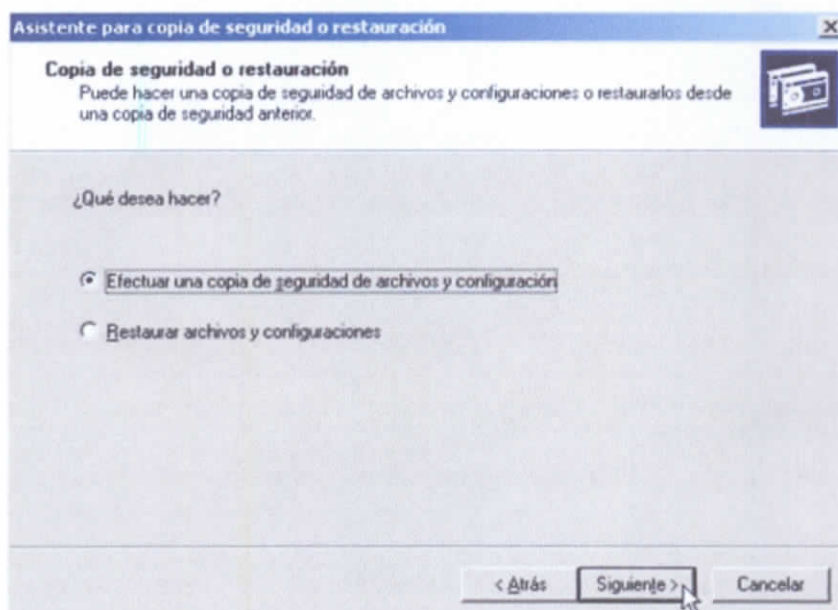 Asistente para copia de seguridad o restauración
Copia de seguridad o restauración
Puede hacer una copia de seguridad de archivos y configuraciones o restaurarlos desde
una copia de seguridad anterior.
¿Qué desea hacer?
Efectuar una copia de seguridad de archivos y configuración
Restaurar archivos y configuraciones
< Atrás Siguiente > Cancelar